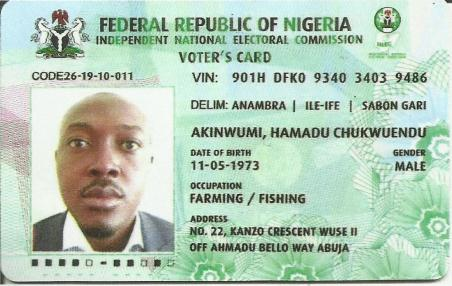 FEDERAL REPUBLIC OF NIGERIA
INDEPENDENT NATIONAL ELECTORAL COMMISSION
VOTER'S CARD
CODE26-19-10-011
VIN: 901H DFK0 9340 3403 9486
DELIM: ANAMBRA | ILE-IFE | SABON GARI
AKINWUMI, HAMADU CHUKWUENDU
DATE OF BIRTH GENDER
11-05-1973 MALE
OCCUPATION
FARMING / FISHING
ADDRESS
NO. 22, KANZO CRESCENT WUSE II
OFF AHMADU BELLO WAY ABUJA